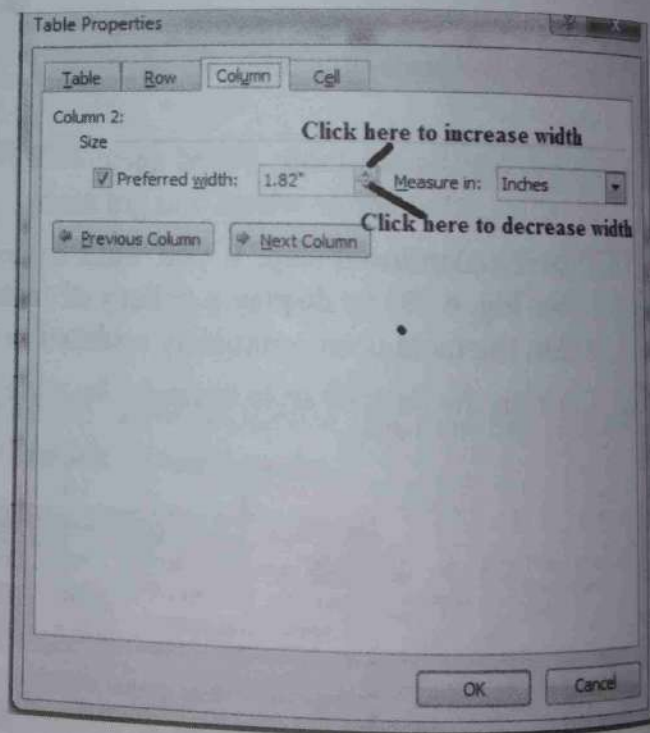 Table Properties
Table Row Column Cell
Column 2:
Size
Click here to increase width
Preferred width: 1.82" Measure in: Inches
Click here to decrease width
Previous Column Next Column
OK Cancel